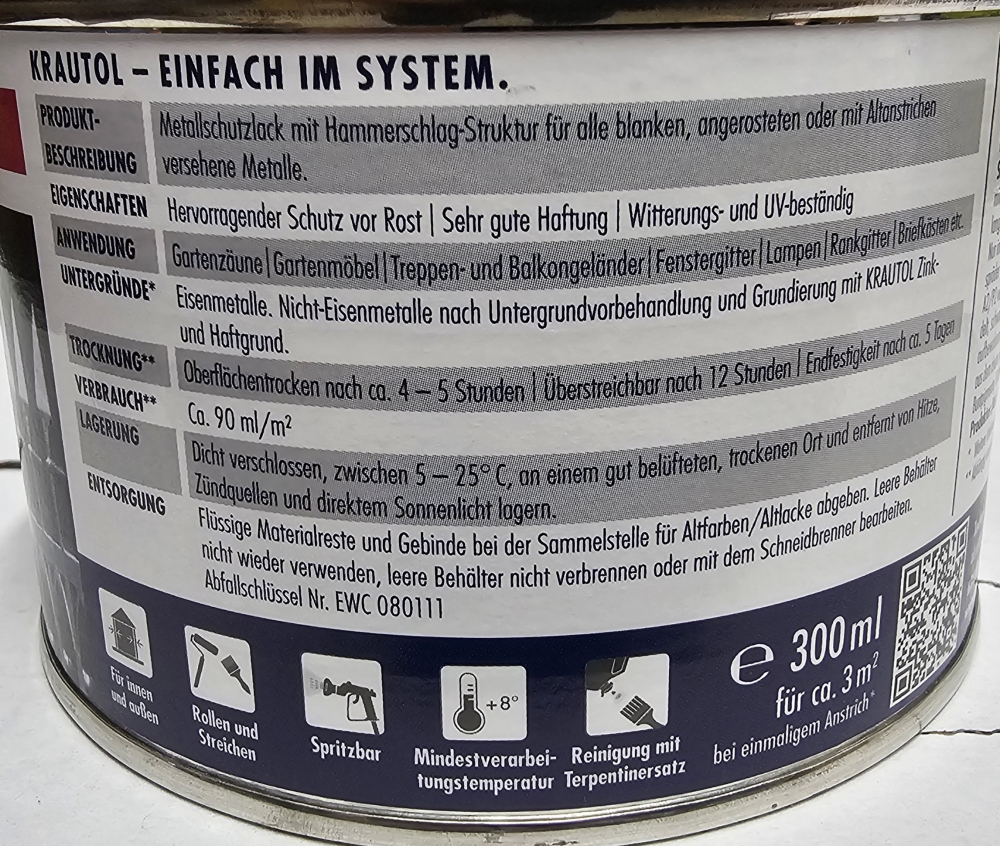 KRAUTOL – EINFACH IM SYSTEM.
PRODUKT-
BESCHREIBUNG
Metallschutzlack mit Hammerschlag-Struktur für alle blanken, angerosteten oder mit Altanstrichen
versehene Metalle.
EIGENSCHAFTEN
Hervorragender Schutz vor Rost | Sehr gute Haftung | Witterungs- und UV-beständig
ANWENDUNG
Gartenzäune | Gartenmöbel | Treppen- und Balkongeländer | Fenstergitter | Lampen | Rankgitter | Briefkästen etc.
UNTERGRÜNDE*
Eisenmetalle. Nicht-Eisenmetalle nach Untergrundvorbehandlung und Grundierung mit KRAUTOL Zink-
und Haftgrund.
TROCKNUNG**
Oberflächentrocken nach ca. 4 – 5 Stunden | Überstreichbar nach 12 Stunden | Endfestigkeit nach ca. 5 Tagen
VERBRAUCH**
Ca. 90 ml/m²
LAGERUNG
Dicht verschlossen, zwischen 5 – 25° C, an einem gut belüfteten, trockenen Ort und entfernt von Hitze,
Zündquellen und direktem Sonnenlicht lagern.
ENTSORGUNG
Flüssige Materialreste und Gebinde bei der Sammelstelle für Altfarben/Altlacke abgeben. Leere Behälter
nicht wieder verwenden, leere Behälter nicht verbrennen oder mit dem Schneidbrenner bearbeiten.
Abfallschlüssel Nr. EWC 080111
Für innen
und außen
Rollen und
Streichen
Spritzbar
+8°
Mindestverarbei-
tungstemperatur
Reinigung mit
Terpentinersatz
e 300 ml
für ca. 3 m²
bei einmaligem Anstrich*